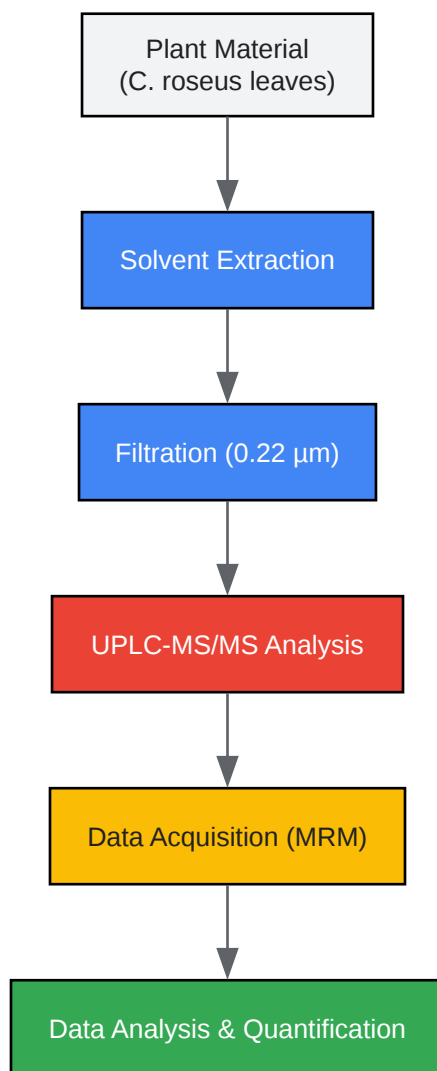 Plant Material
(C. roseus leaves)
Solvent Extraction
Filtration (0.22 µm)
UPLC-MS/MS Analysis
Data Acquisition (MRM)
Data Analysis & Quantification